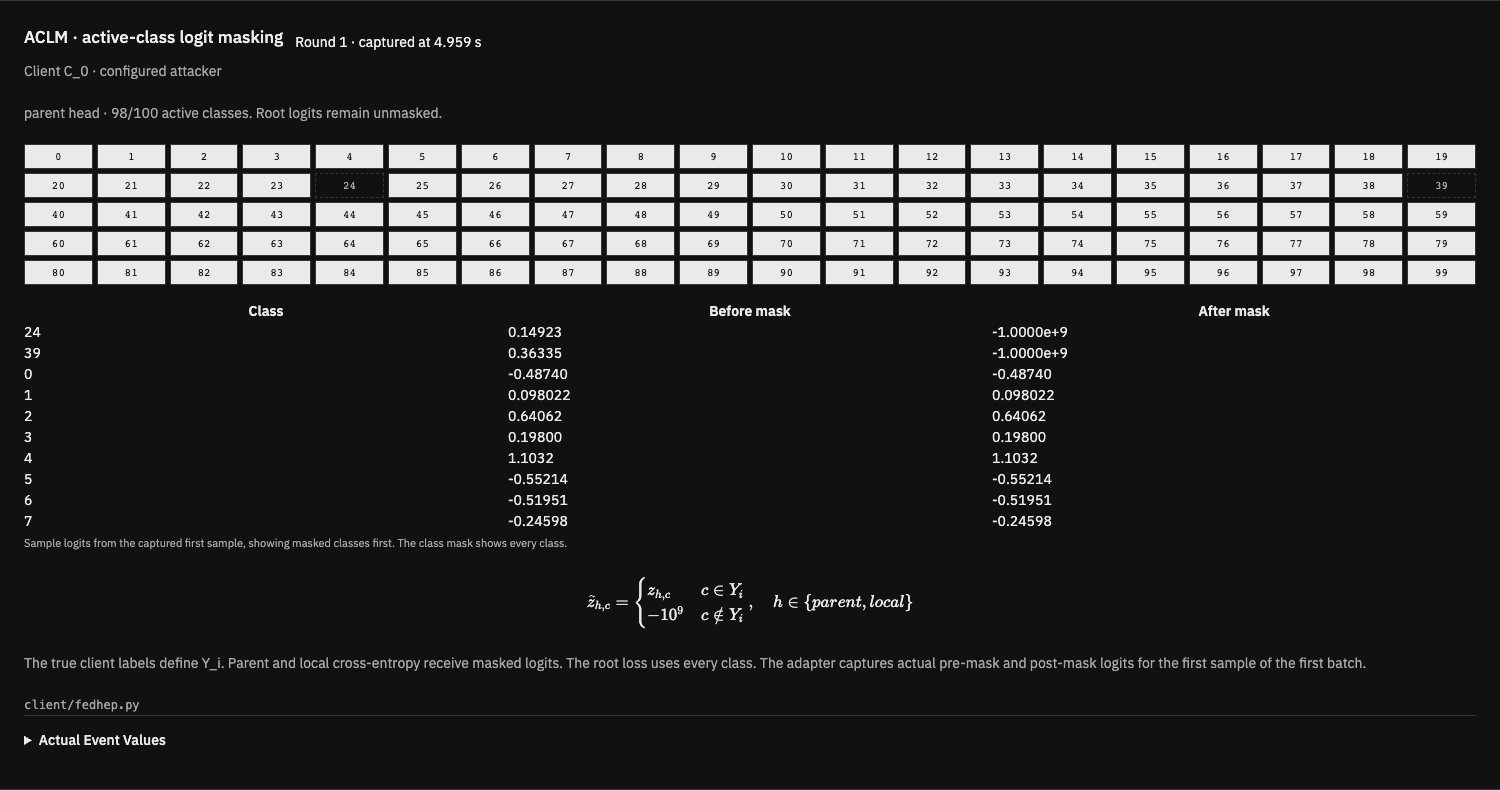 ACLM · active-class logit masking Round 1 · captured at 4.959 s
Client C_0 · configured attacker
parent head · 98/100 active classes. Root logits remain unmasked.
0 1 2 3 4 5 6 7 8 9 10 11 12 13 14 15 16 17 18 19
20 21 22 23 24 25 26 27 28 29 30 31 32 33 34 35 36 37 38 39
40 41 42 43 44 45 46 47 48 49 50 51 52 53 54 55 56 57 58 59
60 61 62 63 64 65 66 67 68 69 70 71 72 73 74 75 76 77 78 79
80 81 82 83 84 85 86 87 88 89 90 91 92 93 94 95 96 97 98 99
Class Before mask After mask
24 0.14923 -1.0000e+9
39 0.36335 -1.0000e+9
0 -0.48740 -0.48740
1 0.098022 0.098022
2 0.64062 0.64062
3 0.19800 0.19800
4 1.1032 1.1032
5 -0.55214 -0.55214
6 -0.51951 -0.51951
7 -0.24598 -0.24598
Sample logits from the captured first sample, showing masked classes first. The class mask shows every class.
z̃_{h,c} = { z_{h,c} c ∈ Y_i
−10^9 c ∉ Y_i , h ∈ {parent, local}
The true client labels define Y_i. Parent and local cross-entropy receive masked logits. The root loss uses every class. The adapter captures actual pre-mask and post-mask logits for the first sample of the first batch.
client/fedhep.py
▶ Actual Event Values